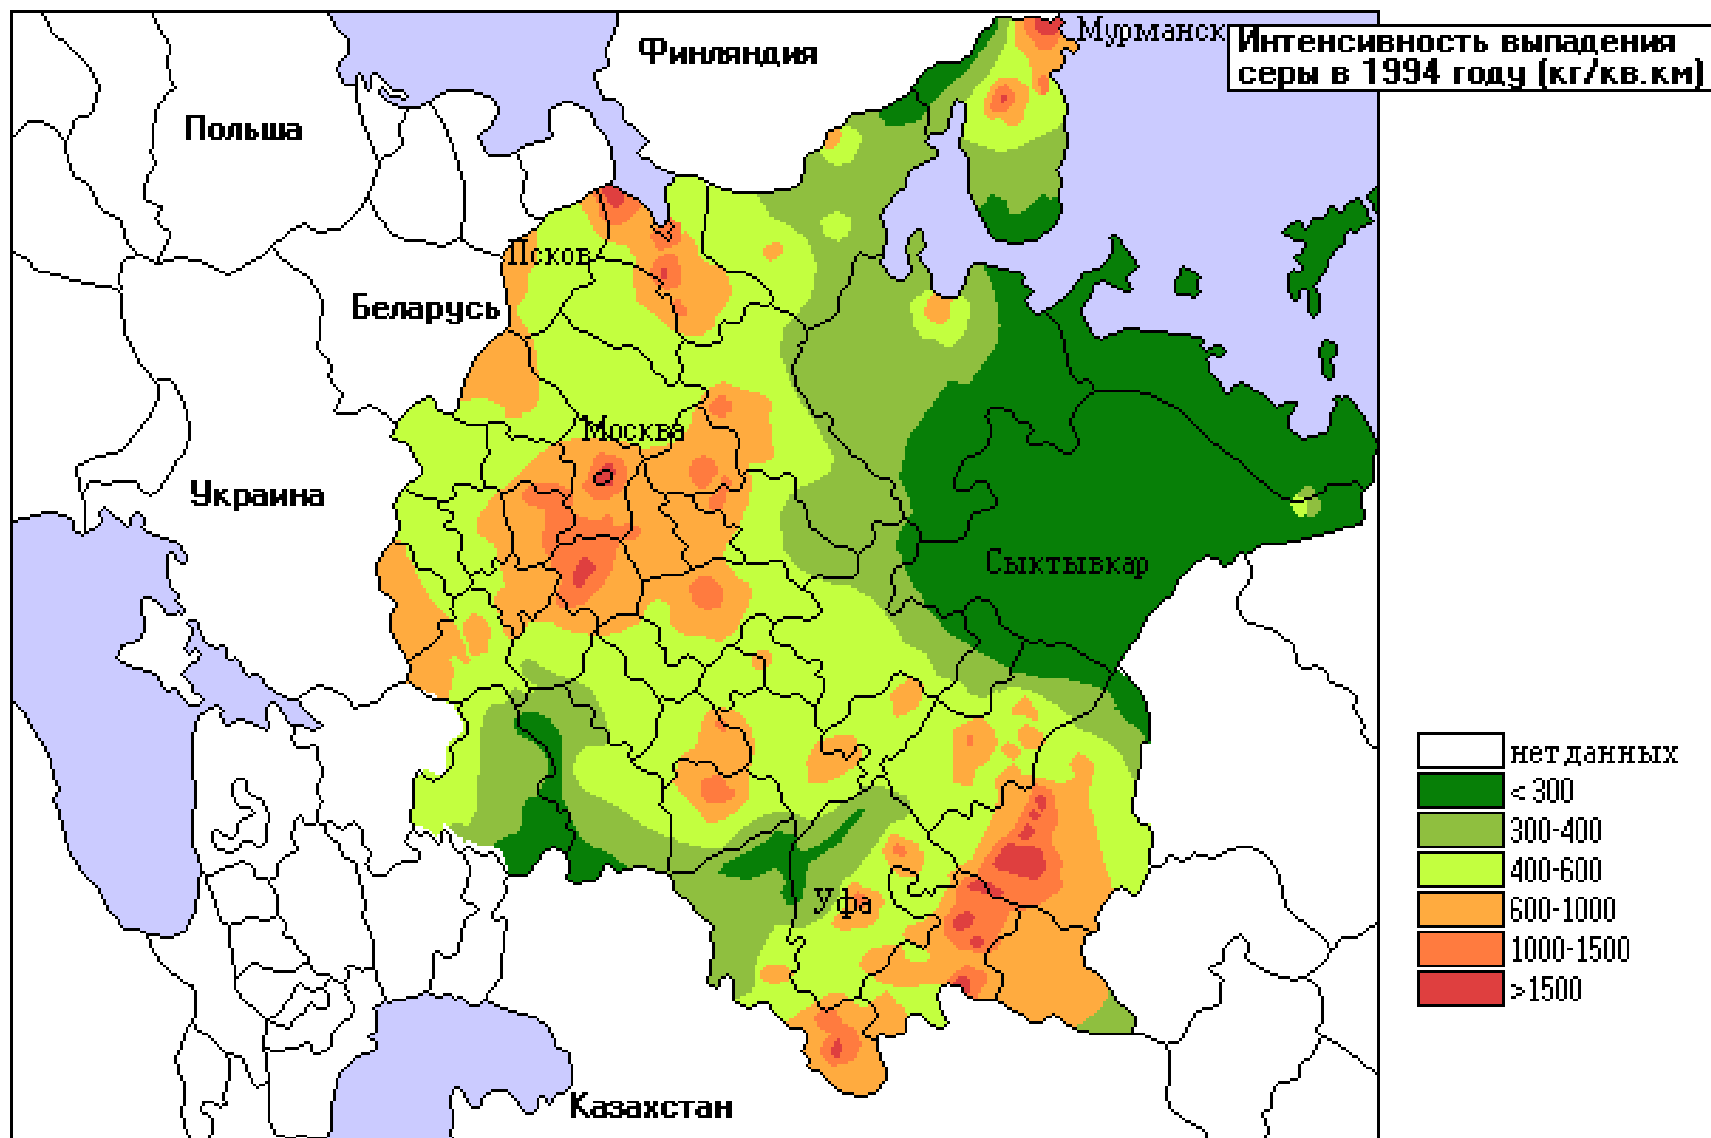 Финляндия
Мурманск
Интенсивность выпадения
серы в 1994 году (кг/кв.км)
Польша
Псков
Беларусь
Москва
Украина
Сыктывкар
нет данных
< 300
300-400
400-600
Уфа
600-1000
1000-1500
>1500
Казахстан